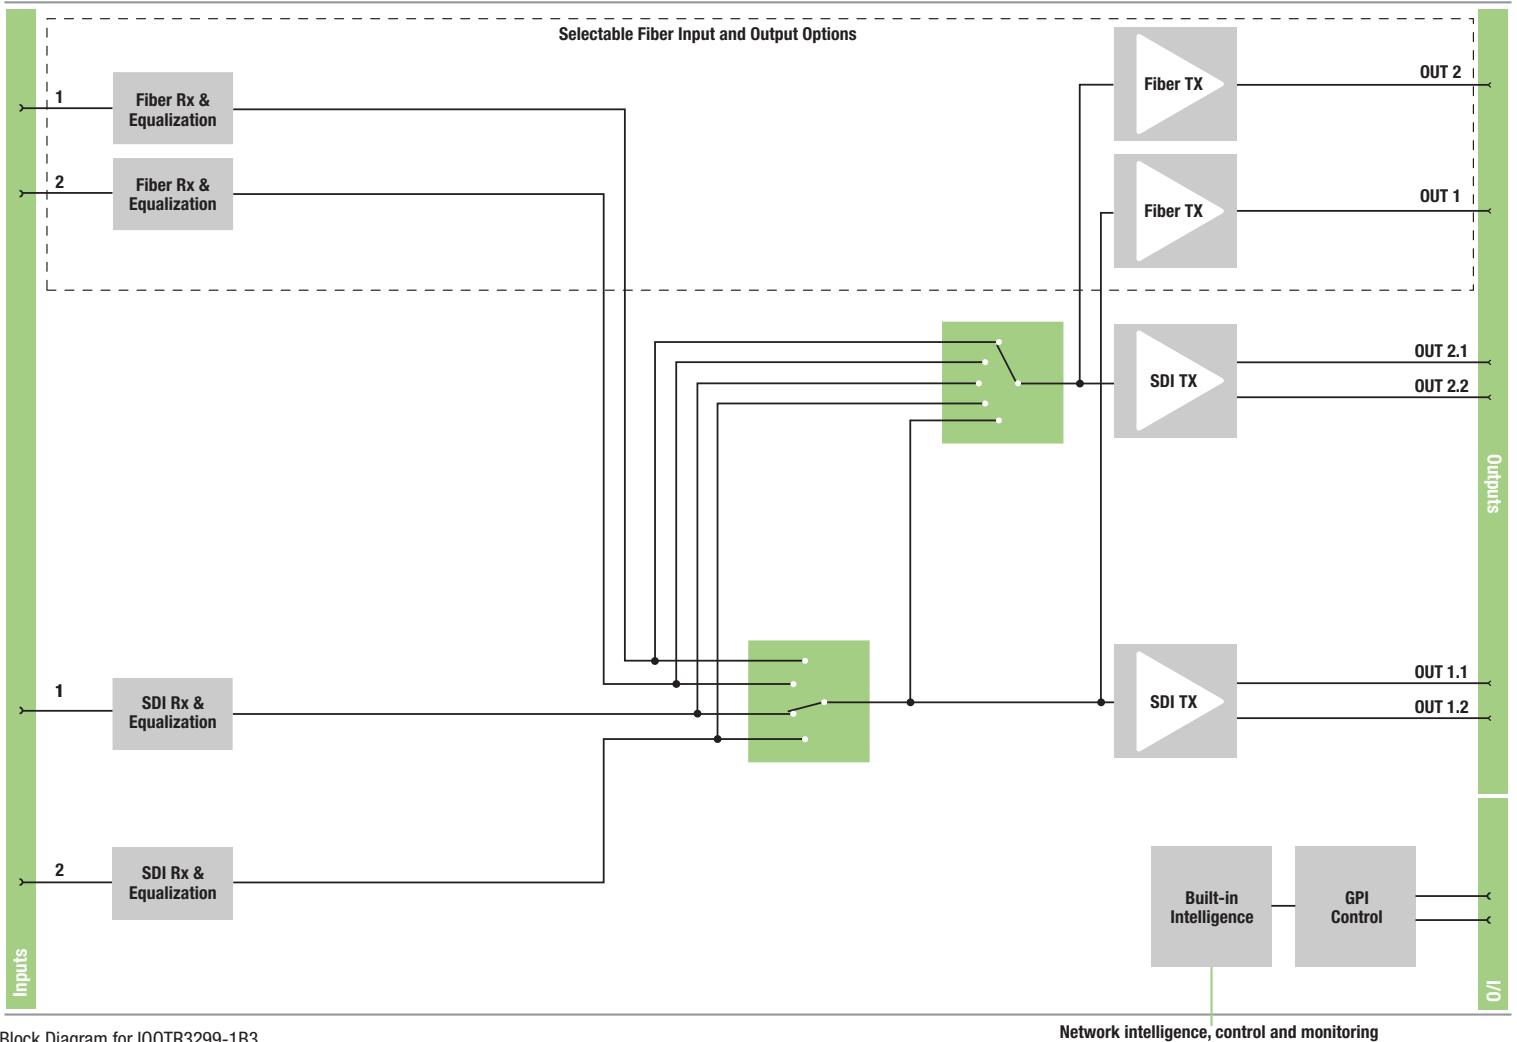 Selectable Fiber Input and Output Options
1
Fiber Rx &
Equalization
Fiber TX
OUT 2
2
Fiber Rx &
Equalization
Fiber TX
OUT 1
SDI TX
OUT 2.1
OUT 2.2
Outputs
1
SDI Rx &
Equalization
SDI TX
OUT 1.1
OUT 1.2
2
SDI Rx &
Equalization
Built-in
Intelligence
GPI
Control
Inputs
I/O
Network intelligence, control and monitoring
Block Diagram for